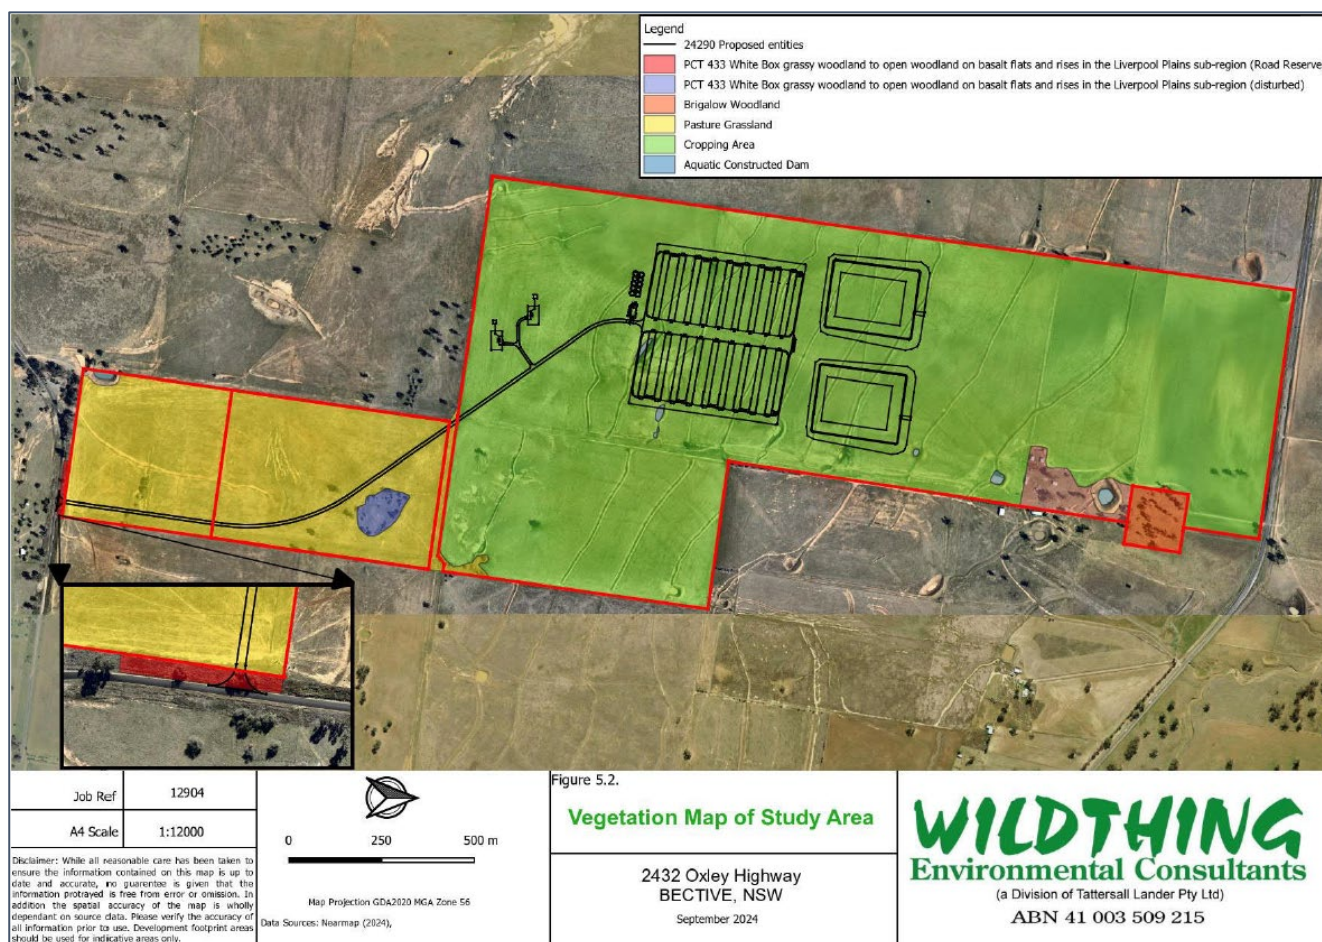 Legend
24290 Proposed entities
PCT 433 White Box grassy woodland to open woodland on basalt flats and rises in the Liverpool Plains sub-region (Road Reserve
PCT 433 White Box grassy woodland to open woodland on basalt flats and rises in the Liverpool Plains sub-region (disturbed)
Brigalow Woodland
Pasture Grassland
Cropping Area
Aquatic Constructed Dam
Job Ref 12904
A4 Scale 1:12000
Disclaimer: While all reasonable care has been taken to
ensure the information contained on this map is up to
date and accurate, no guarentee is given that the
information protrayed is free from error or omission. In
addition the spatial accuracy of the map is wholly
dependant on source data. Please verify the accuracy of
all information prior to use. Development footprint areas
should be used for indicative areas only.
0 250 500 m
Map Projection GDA2020 MGA Zone 56
Data Sources: Nearmap (2024),
Figure 5.2.
Vegetation Map of Study Area
2432 Oxley Highway
BECTIVE, NSW
September 2024
WILDTHING
Environmental Consultants
(a Division of Tattersall Lander Pty Ltd)
ABN 41 003 509 215